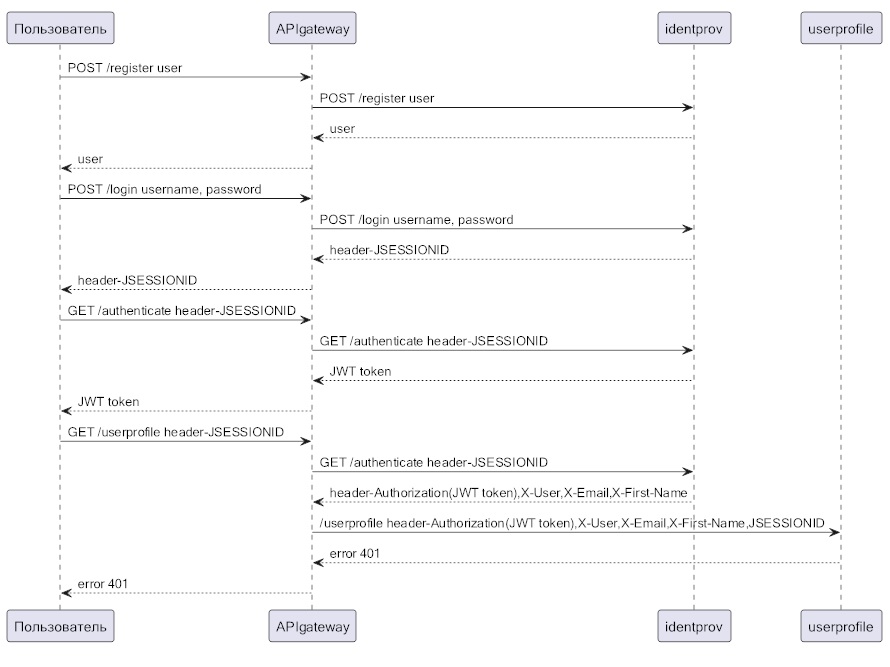 Пользователь APIgateway identprov userprofile
POST /register user
POST /register user
user
user
POST /login username, password
POST /login username, password
header-JSESSIONID
header-JSESSIONID
GET /authenticate header-JSESSIONID
GET /authenticate header-JSESSIONID
JWT token
JWT token
GET /userprofile header-JSESSIONID
GET /authenticate header-JSESSIONID
header-Authorization(JWT token),X-User,X-Email,X-First-Name
/userprofile header-Authorization(JWT token),X-User,X-Email,X-First-Name,JSESSIONID
error 401
error 401
Пользователь APIgateway identprov userprofile